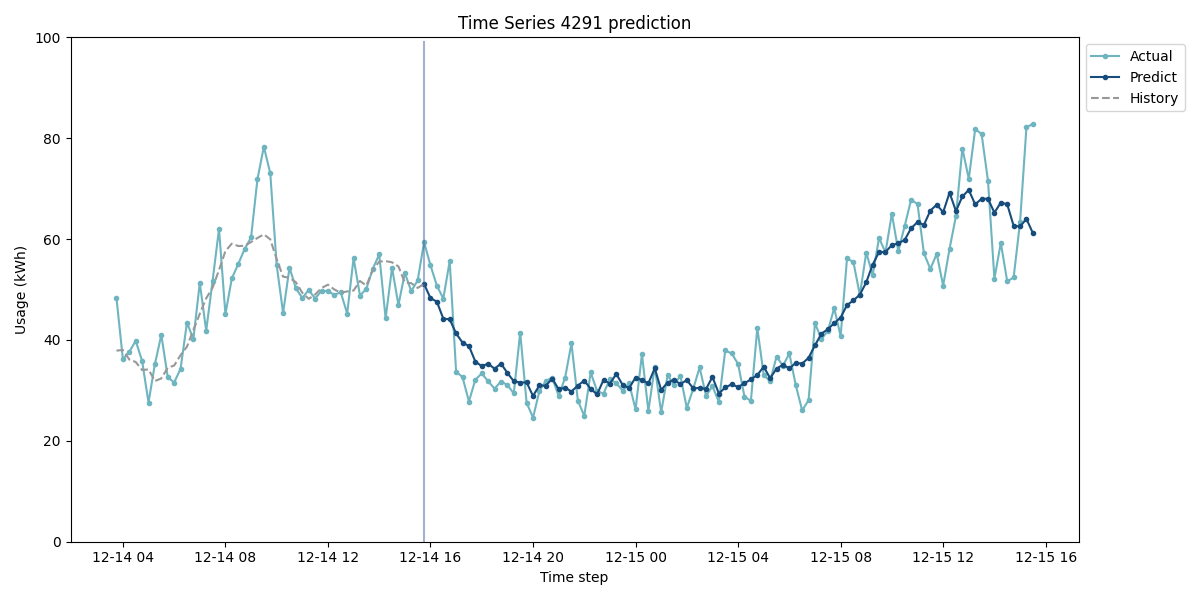 Time Series 4291 prediction
100
80
60
40
20
0
Usage (kWh)
12-14 04
12-14 08
12-14 12
12-14 16
12-14 20
12-15 00
12-15 04
12-15 08
12-15 12
12-15 16
Time step
Actual
Predict
History